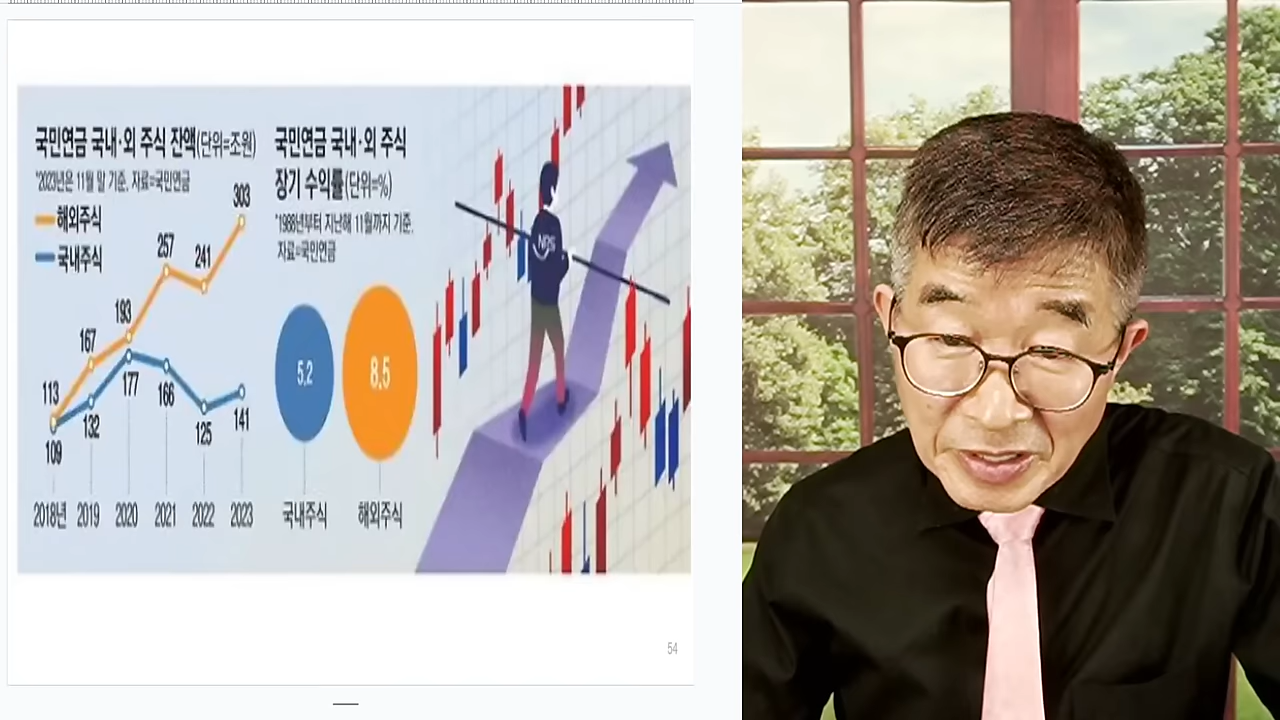 국민연금 국내·외 주식 잔액(단위=조원)
*2023년은 11월 말 기준, 자료=국민연금
해외주식
국내주식
303
257
241
193
167
113
177
166
132
125
141
109
2018년 2019 2020 2021 2022 2023
국민연금 국내·외 주식
장기 수익률(단위=%)
*1988년부터 지난해 11월까지 기준.
자료=국민연금
5.2
8.5
국내주식 해외주식
NPS
54